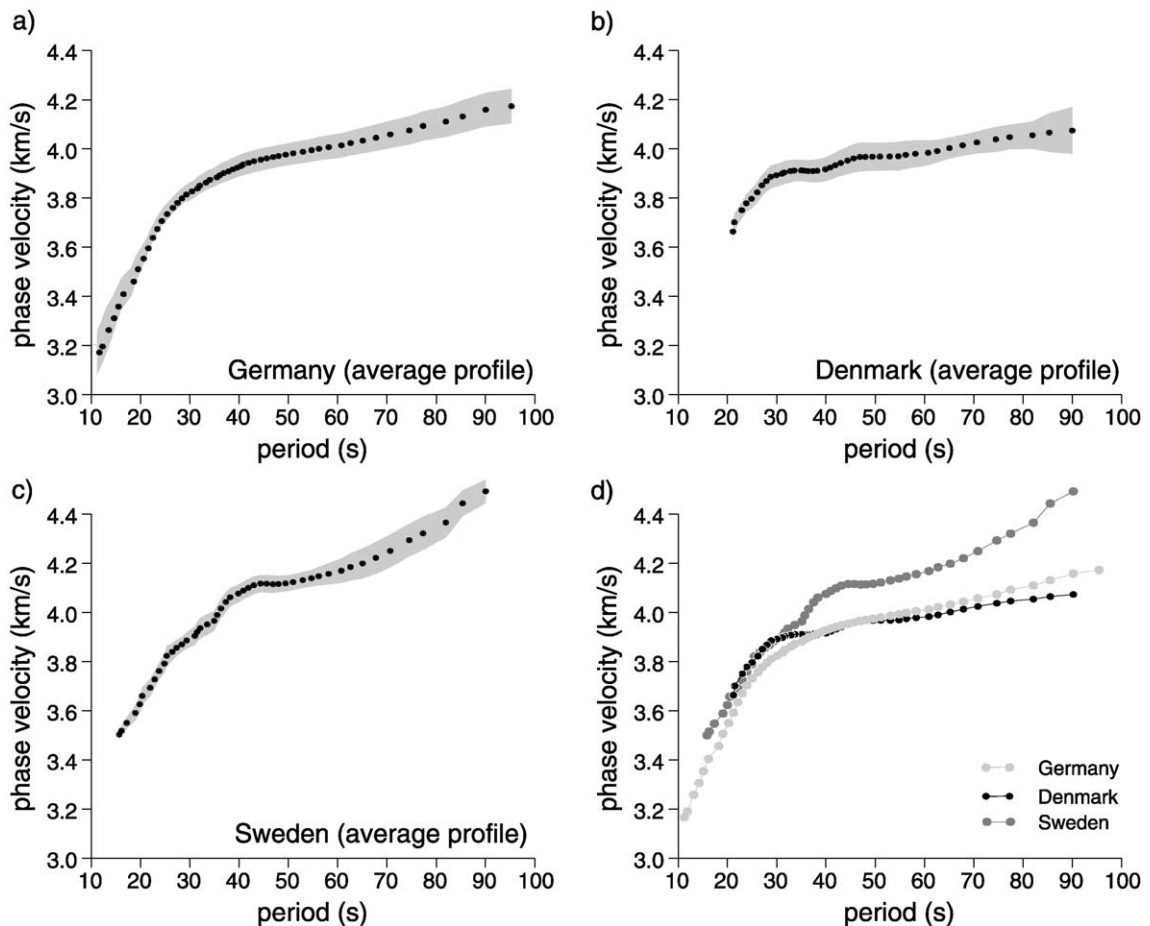 a)
4.4
4.2
4.0
3.8
3.6
3.4
3.2
3.0
phase velocity (km/s)
Germany (average profile)
10 20 30 40 50 60 70 80 90 100
period (s)
b)
4.4
4.2
4.0
3.8
3.6
3.4
3.2
3.0
phase velocity (km/s)
Denmark (average profile)
10 20 30 40 50 60 70 80 90 100
period (s)
c)
4.4
4.2
4.0
3.8
3.6
3.4
3.2
3.0
phase velocity (km/s)
Sweden (average profile)
10 20 30 40 50 60 70 80 90 100
period (s)
d)
4.4
4.2
4.0
3.8
3.6
3.4
3.2
3.0
phase velocity (km/s)
Germany
Denmark
Sweden
10 20 30 40 50 60 70 80 90 100
period (s)